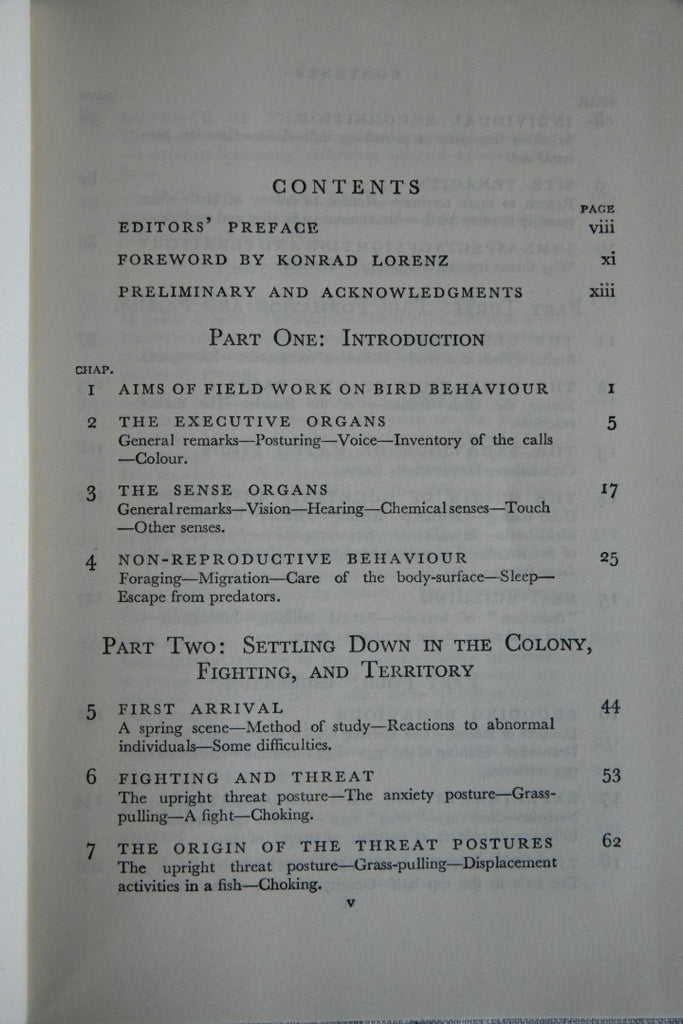 CONTENTS
PAGE
EDITORS' PREFACE viii
FOREWORD BY KONRAD LORENZ xi
PRELIMINARY AND ACKNOWLEDGMENTS xiii
PART ONE: INTRODUCTION
CHAP.
1 AIMS OF FIELD WORK ON BIRD BEHAVIOUR 1
2 THE EXECUTIVE ORGANS 5
General remarks—Posturing—Voice—Inventory of the calls
—Colour.
3 THE SENSE ORGANS 17
General remarks—Vision—Hearing—Chemical senses—Touch
—Other senses.
4 NON-REPRODUCTIVE BEHAVIOUR 25
Foraging—Migration—Care of the body-surface—Sleep—
Escape from predators.
PART TWO: SETTLING DOWN IN THE COLONY,
FIGHTING, AND TERRITORY
5 FIRST ARRIVAL 44
A spring scene—Method of study—Reactions to abnormal
individuals—Some difficulties.
6 FIGHTING AND THREAT 53
The upright threat posture—The anxiety posture—Grass-
pulling—A fight—Choking.
7 THE ORIGIN OF THE THREAT POSTURES 62
The upright threat posture—Grass-pulling—Displacement
activities in a fish—Choking.
v